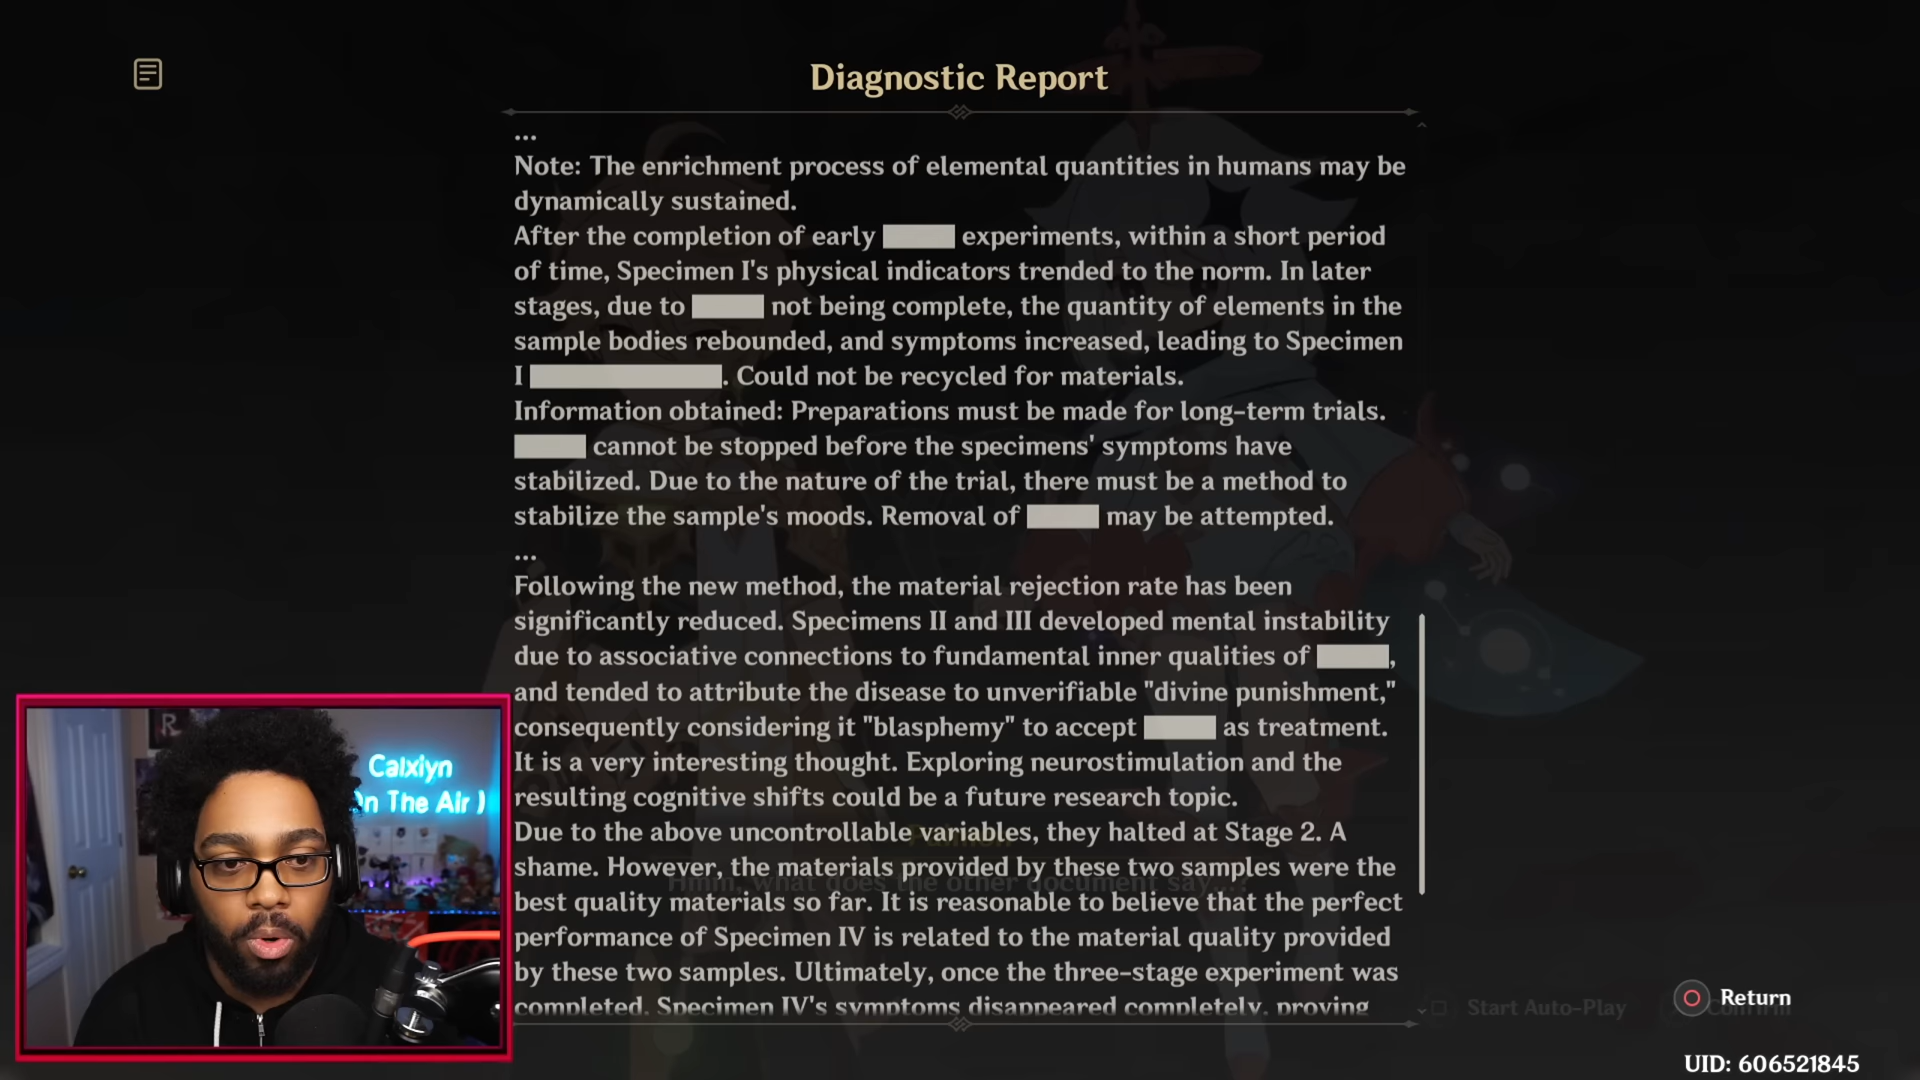 Diagnostic Report
...
Note: The enrichment process of elemental quantities in humans may be
dynamically sustained.
After the completion of early experiments, within a short period
of time, Specimen I's physical indicators trended to the norm. In later
stages, due to not being complete, the quantity of elements in the
sample bodies rebounded, and symptoms increased, leading to Specimen
I . Could not be recycled for materials.
Information obtained: Preparations must be made for long-term trials.
cannot be stopped before the specimens' symptoms have
stabilized. Due to the nature of the trial, there must be a method to
stabilize the sample's moods. Removal of may be attempted.
...
Following the new method, the material rejection rate has been
significantly reduced. Specimens II and III developed mental instability
due to associative connections to fundamental inner qualities of ,
and tended to attribute the disease to unverifiable "divine punishment,"
consequently considering it "blasphemy" to accept as treatment.
It is a very interesting thought. Exploring neurostimulation and the
resulting cognitive shifts could be a future research topic.
Due to the above uncontrollable variables, they halted at Stage 2. A
shame. However, the materials provided by these two samples were the
best quality materials so far. It is reasonable to believe that the perfect
performance of Specimen IV is related to the material quality provided
by these two samples. Ultimately, once the three-stage experiment was
completed, Specimen IV's symptoms disappeared completely, proving
Paimon
Hmm, what does the other document say...?
R
Calxiyn
On The Air )
Start Auto-Play
Return
Confirm
UID: 606521845